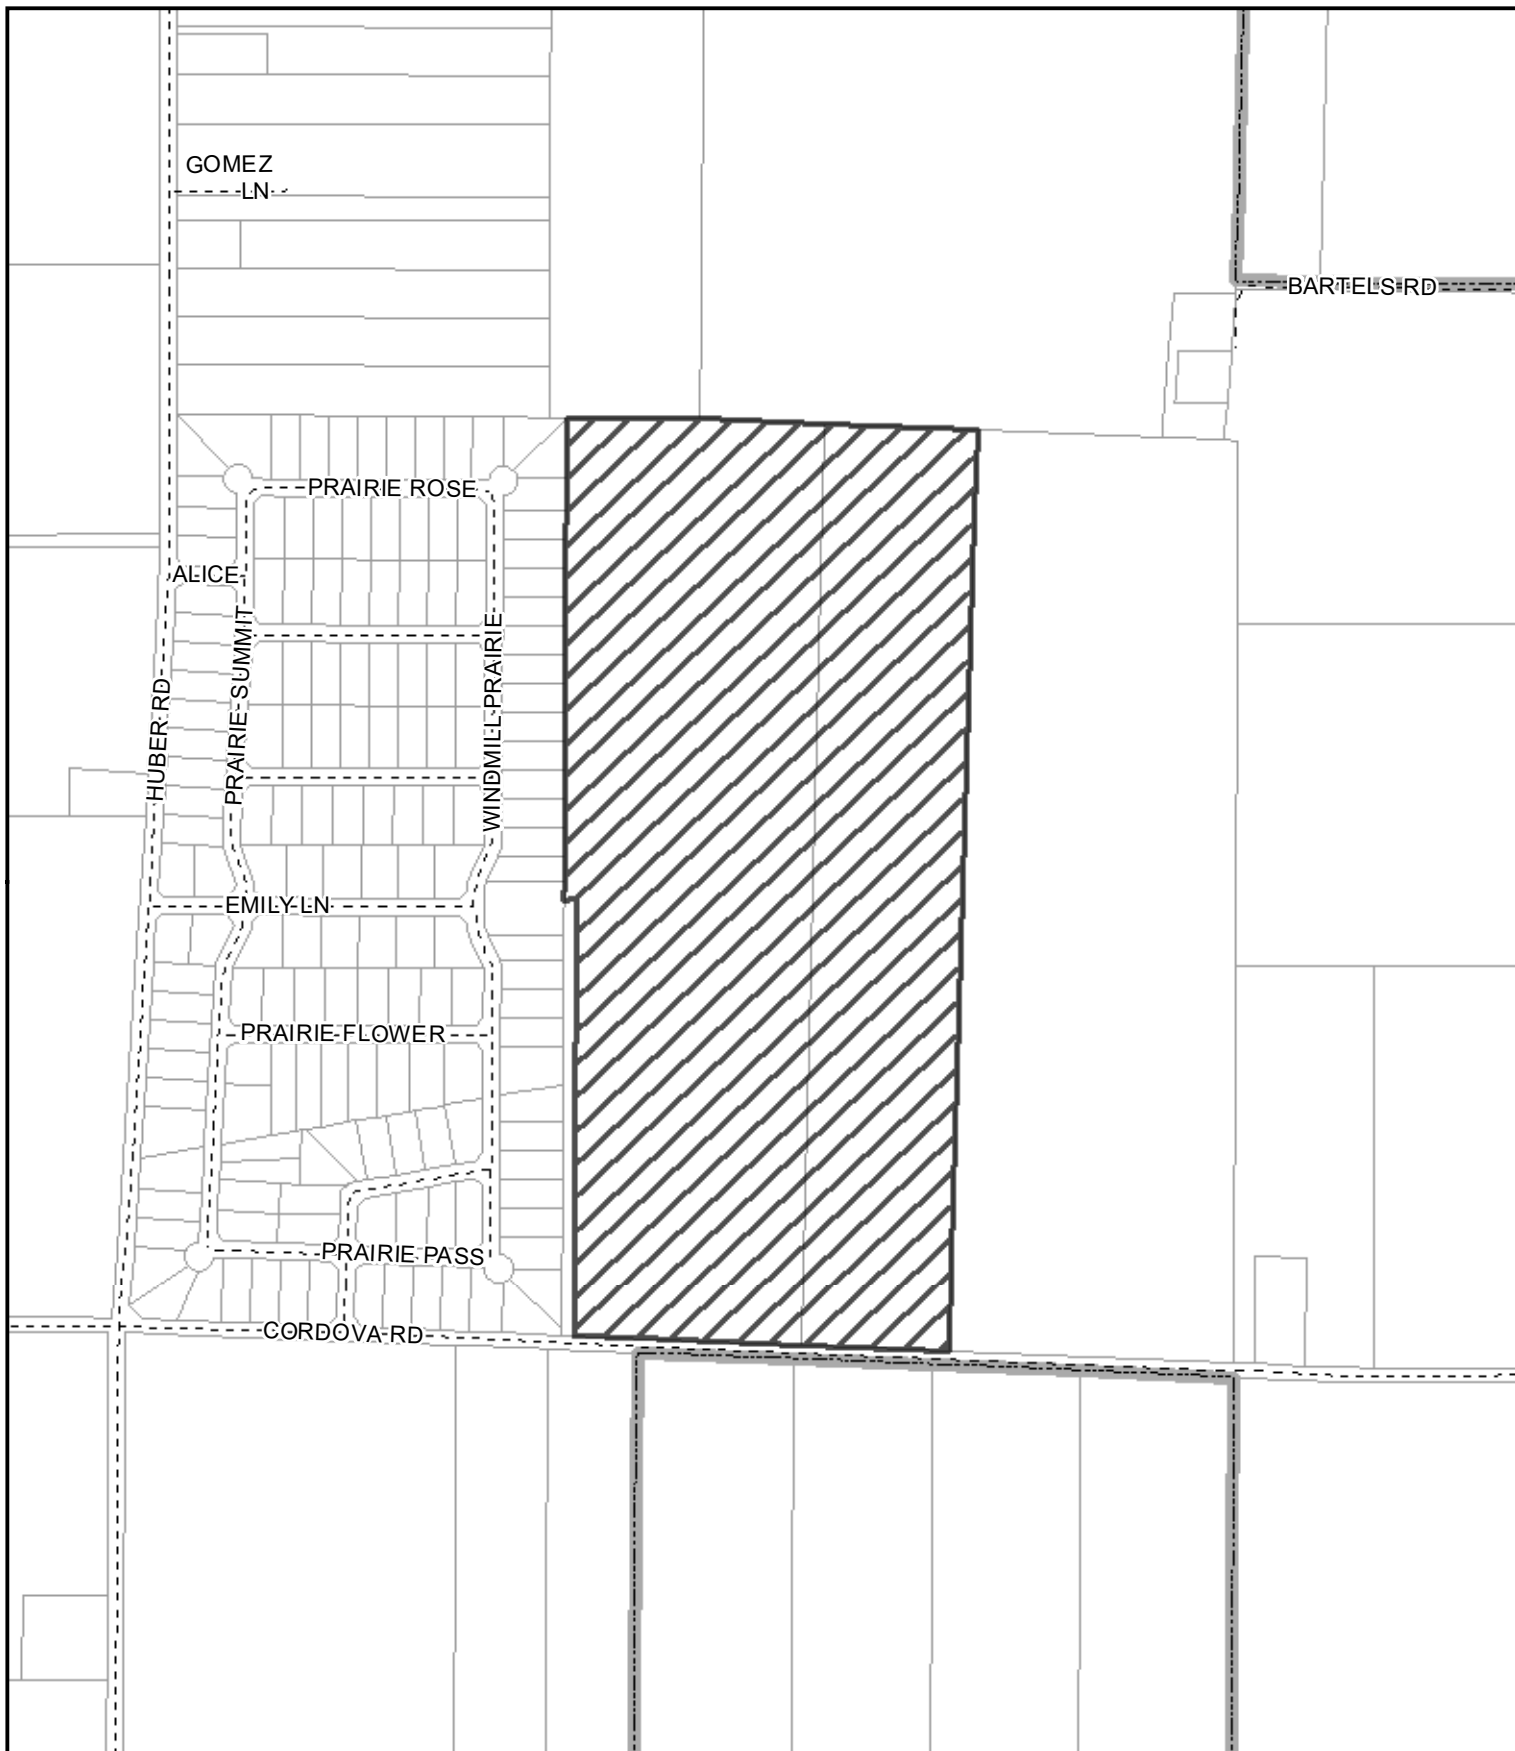 GOMEZ
LN
BARTELS RD
PRAIRIE ROSE
ALICE
PRAIRIE SUMMIT
WINDMILL PRAIRIE
HUBER RD
EMILY LN
PRAIRIE FLOWER
PRAIRIE PASS
CORDOVA RD